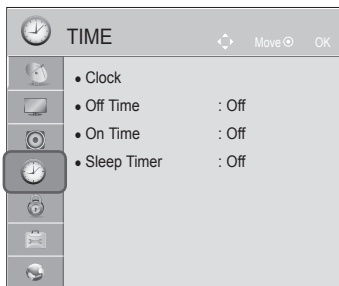 TIME Move OK
• Clock
• Off Time : Off
• On Time : Off
• Sleep Timer : Off